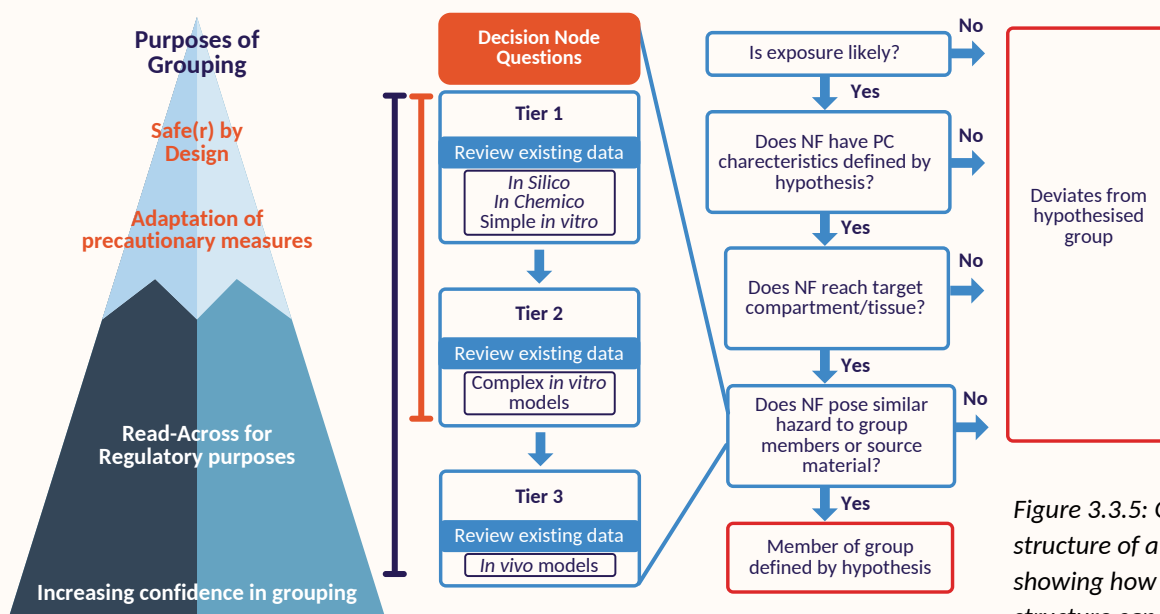 Purposes of
Grouping
Safe(r) by
Design
Adaptation of
precautionary measures
Read-Across for
Regulatory purposes
Increasing confidence in grouping
Decision Node
Questions
Tier 1
Review existing data
In Silico
In Chemico
Simple in vitro
Tier 2
Review existing data
Complex in vitro
models
Tier 3
Review existing data
In vivo models
Is exposure likely?
No
Yes
Does NF have PC
charecteristics defined by
hypothesis?
No
Yes
Does NF reach target
compartment/tissue?
No
Yes
Does NF pose similar
hazard to group
members or source
material?
No
Yes
Member of group
defined by hypothesis
Deviates from
hypothesised
group
Figure 3.3.5:
structure of a
showing how